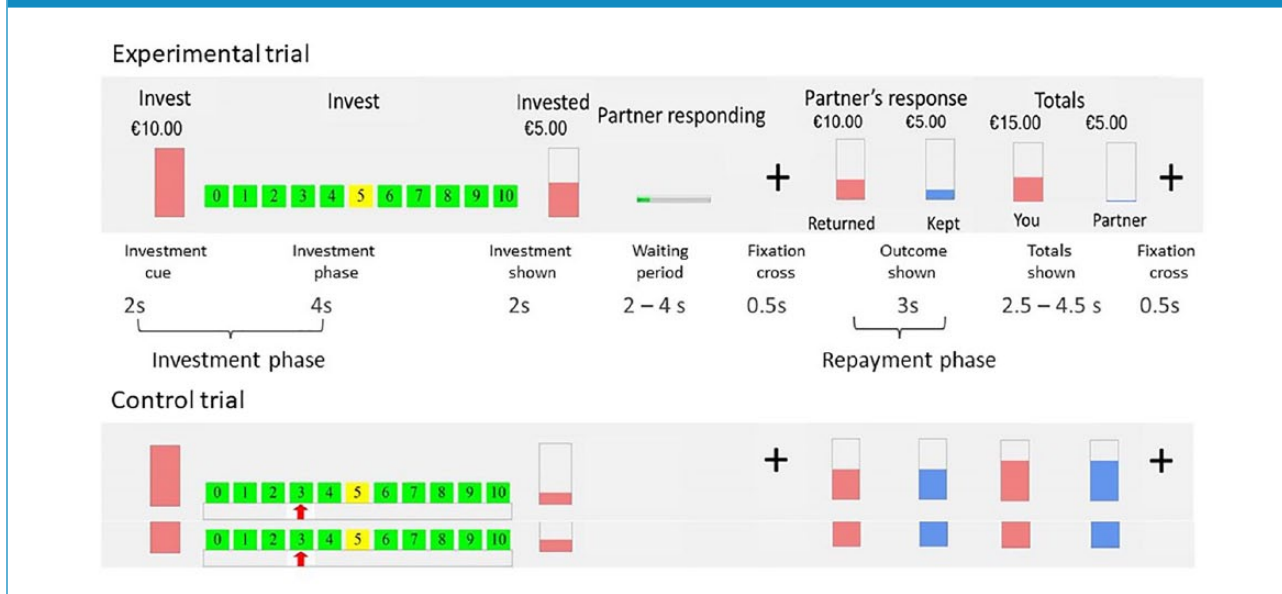 Experimental trial
Invest Invest Invested Partner responding Partner's response Totals
€10.00 €5.00 €10.00 €5.00 €15.00 €5.00
0 1 2 3 4 5 6 7 8 9 10
+ +
Returned Kept You Partner
Investment cue
Investment phase
Investment shown
Waiting period
Fixation cross
Outcome shown
Totals shown
Fixation cross
2s 4s 2s 2 – 4 s 0.5s 3s 2.5 – 4.5 s 0.5s
Investment phase Repayment phase
Control trial
+ +
0 1 2 3 4 5 6 7 8 9 10
0 1 2 3 4 5 6 7 8 9 10